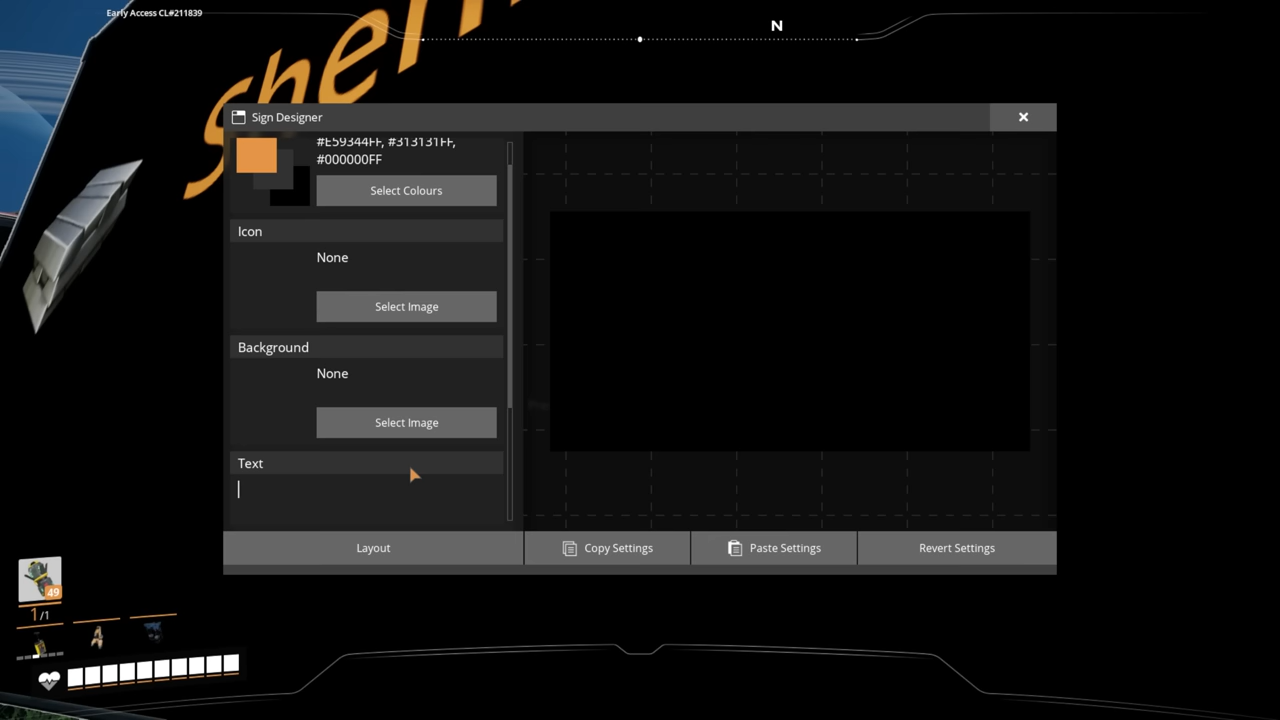 Early Access CL#211839
N
Sign Designer
#E59344FF, #313131FF,
#000000FF
Select Colours
Icon
None
Select Image
Background
None
Select Image
Text
Layout
Copy Settings
Paste Settings
Revert Settings
49
1/1